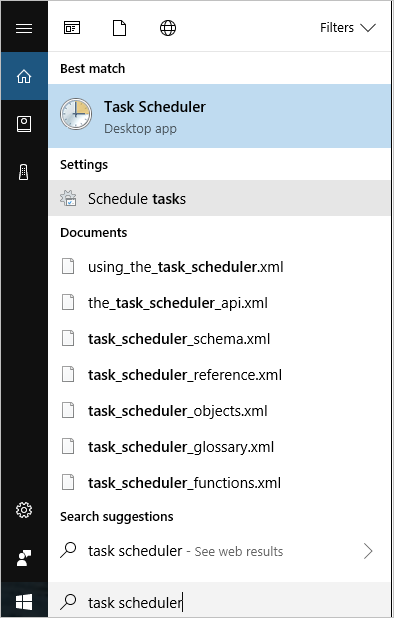 Filters
Best match
Task Scheduler
Desktop app
Settings
Schedule tasks
Documents
using_the_task_scheduler.xml
the_task_scheduler_api.xml
task_scheduler_schema.xml
task_scheduler_reference.xml
task_scheduler_objects.xml
task_scheduler_glossary.xml
task_scheduler_functions.xml
Search suggestions
task scheduler - See web results
task scheduler